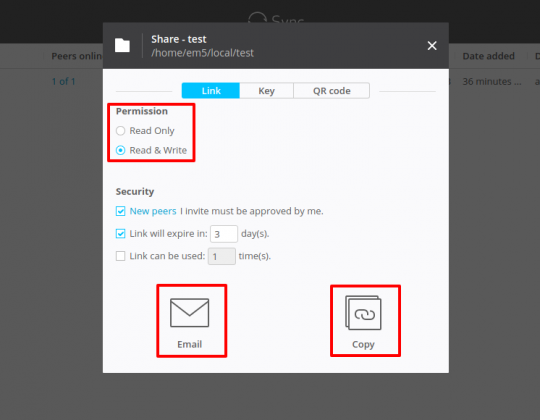 Sync
Share - test
/home/em5/local/test
Peers onlin
Date added
D
1 of 1
36 minutes ...
a
Link
Key
QR code
Permission
Read Only
Read & Write
Security
New peers I invite must be approved by me.
Link will expire in: 3 day(s).
Link can be used: 1 time(s).
Email
Copy